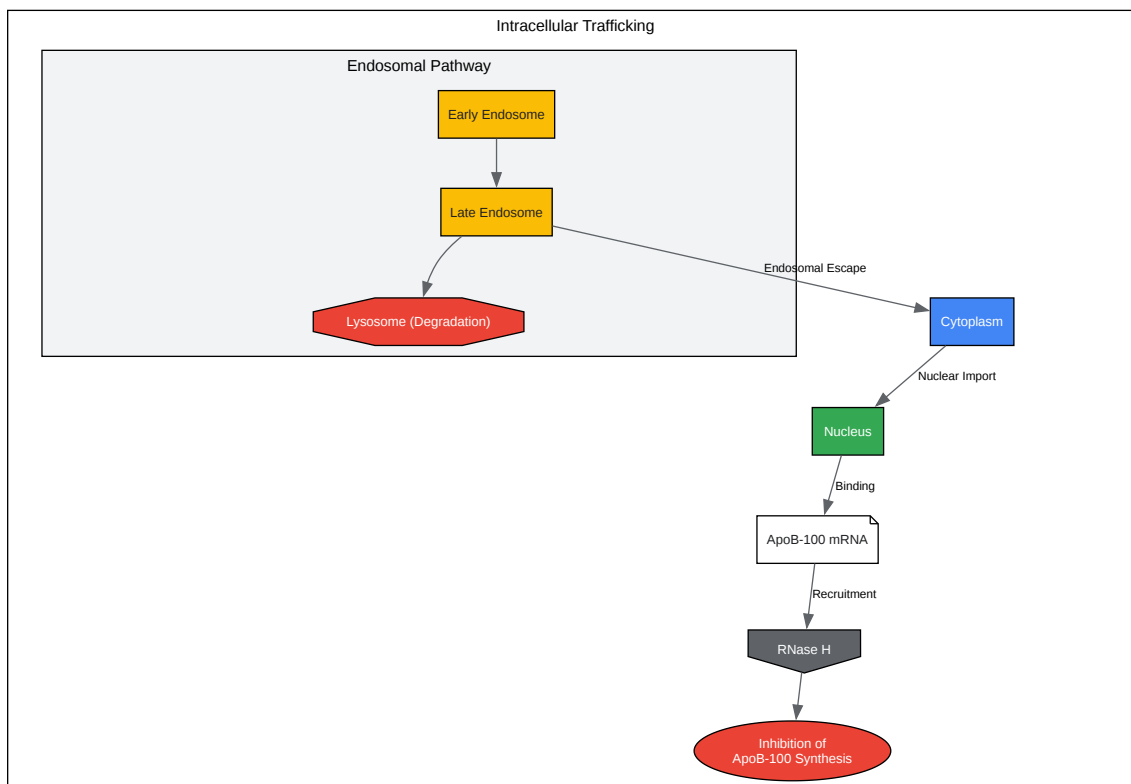 Intracellular Trafficking
Endosomal Pathway
Early Endosome
Late Endosome
Endosomal Escape
Lysosome (Degradation)
Cytoplasm
Nuclear Import
Nucleus
Binding
ApoB-100 mRNA
Recruitment
RNase H
Inhibition of
ApoB-100 Synthesis